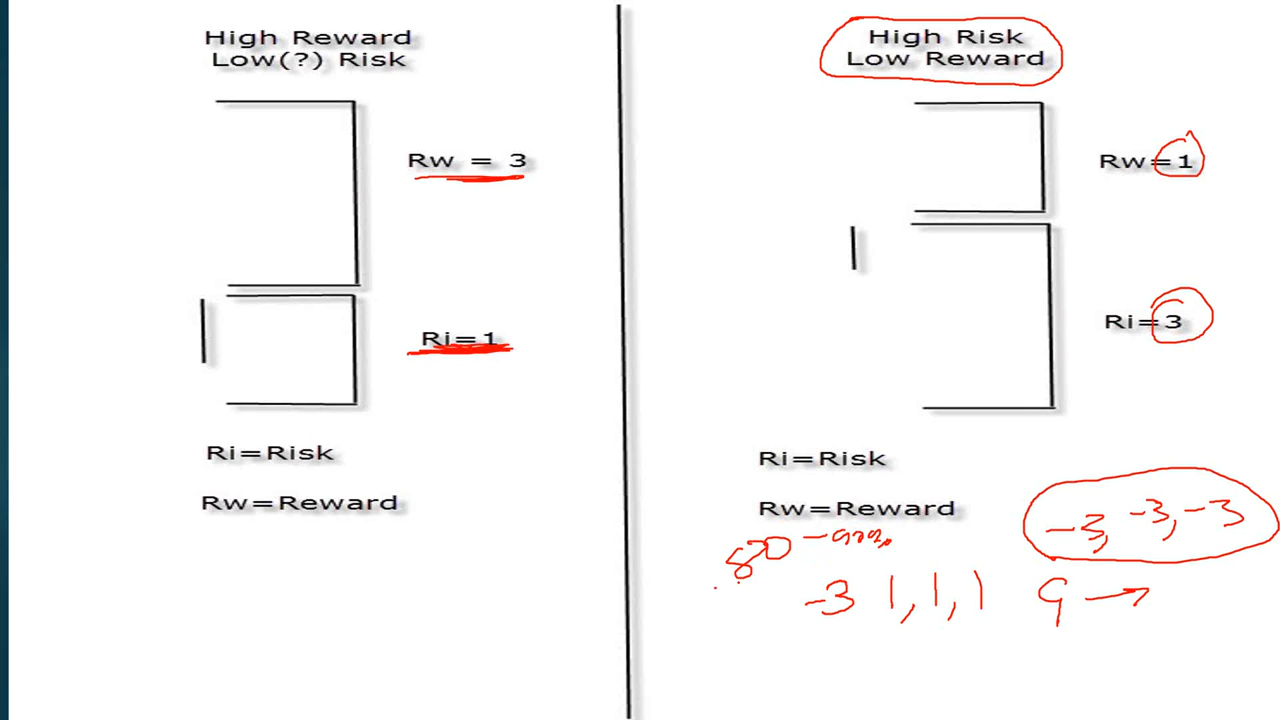 High Reward
Low(?) Risk
Rw = 3
Ri=1
Ri=Risk
Rw=Reward
High Risk
Low Reward
Rw=1
Ri=3
Ri=Risk
Rw=Reward
-3, -3, -3
-3 1, 1, 1 9 →